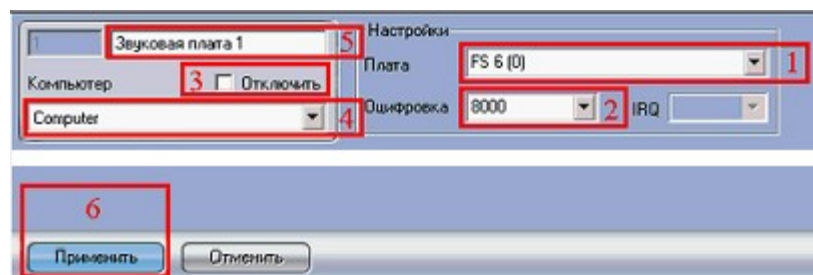 1 Звуковая плата 1 5
Компьютер 3 Отключить
Computer 4
Настройки
Плата FS 6 (0) 1
Оцифровка 8000 2 IRQ
6
Применить Отменить